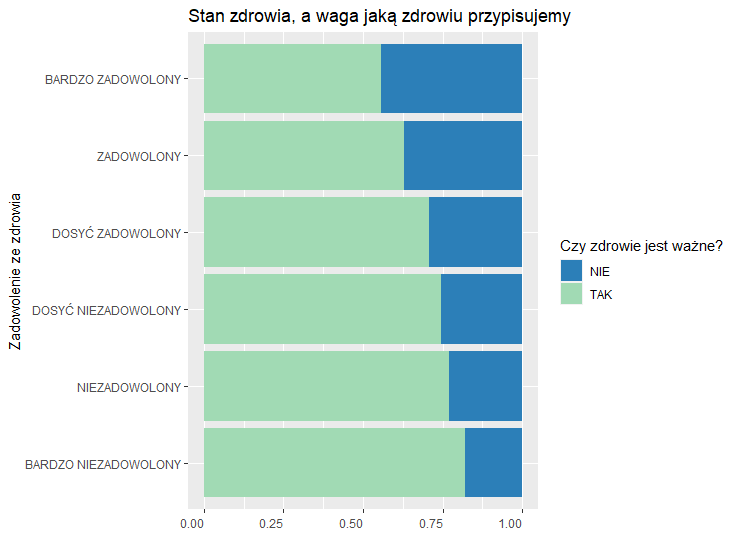 Stan zdrowia, a waga jaką zdrowiu przypisujemy
Zadowolenie ze zdrowia
BARDZO ZADOWOLONY
ZADOWOLONY
DOSYĆ ZADOWOLONY
DOSYĆ NIEZADOWOLONY
NIEZADOWOLONY
BARDZO NIEZADOWOLONY
0.00 0.25 0.50 0.75 1.00
Czy zdrowie jest ważne?
NIE
TAK